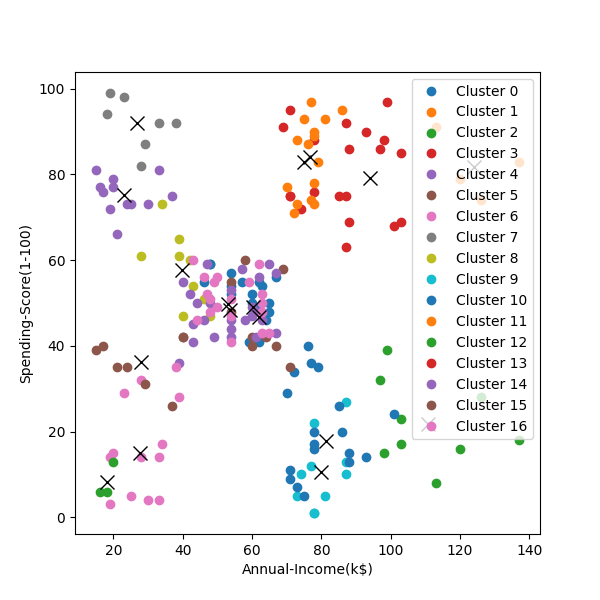 100
80
60
40
20
0
Spending-Score(1-100)
20 40 60 80 100 120 140
Annual-Income(k$)
Cluster 0
Cluster 1
Cluster 2
Cluster 3
Cluster 4
Cluster 5
Cluster 6
Cluster 7
Cluster 8
Cluster 9
Cluster 10
Cluster 11
Cluster 12
Cluster 13
Cluster 14
Cluster 15
Cluster 16